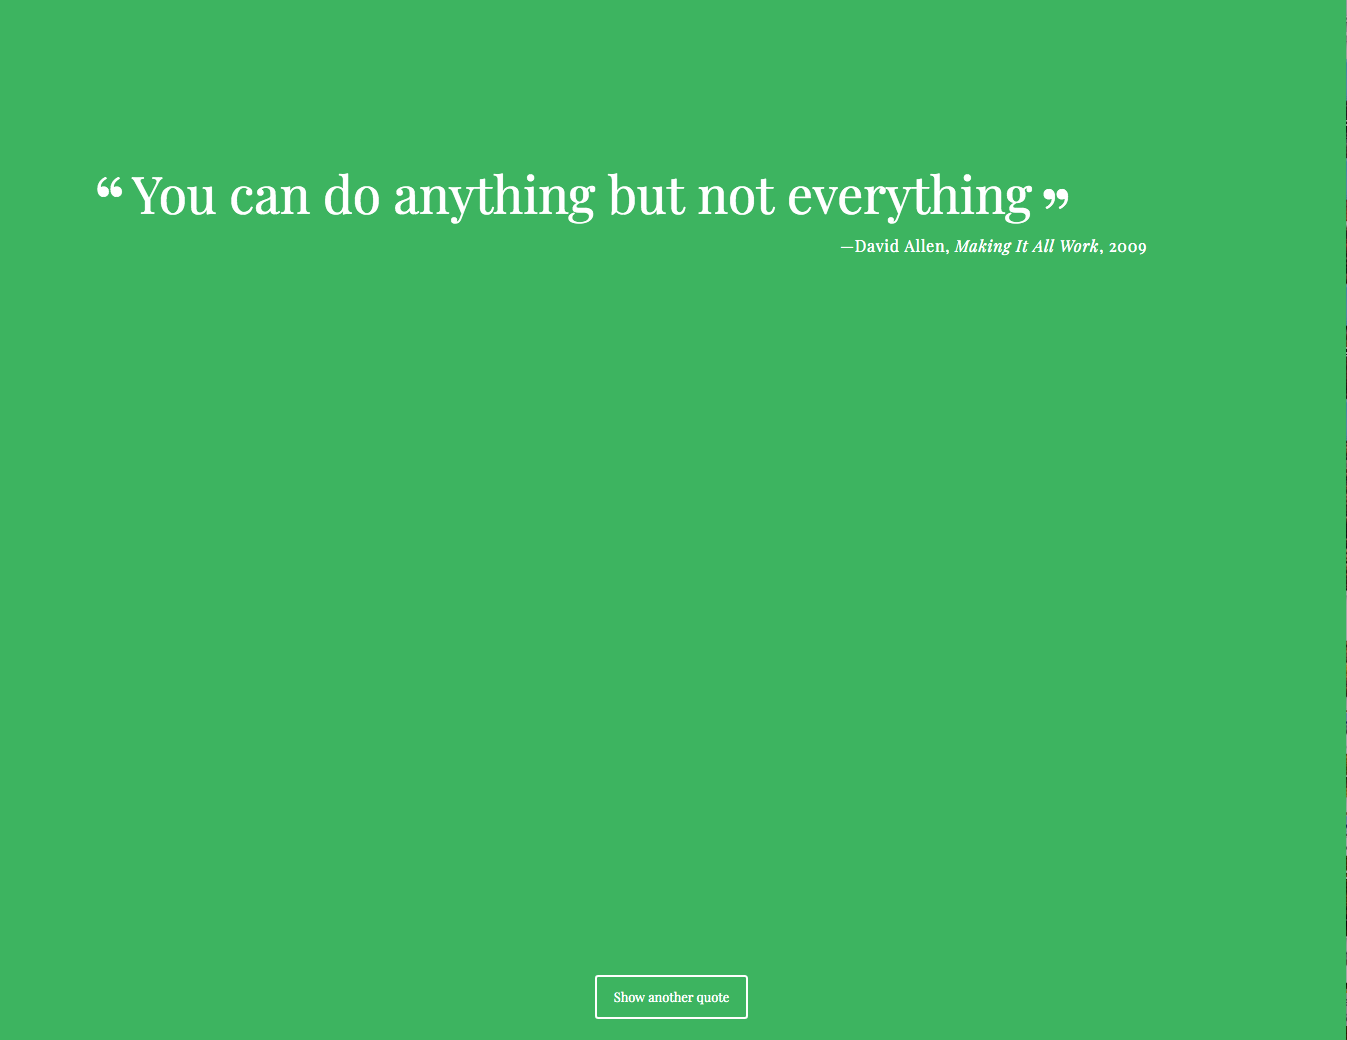 “ You can do anything but not everything ”
—David Allen, Making It All Work, 2009
Show another quote